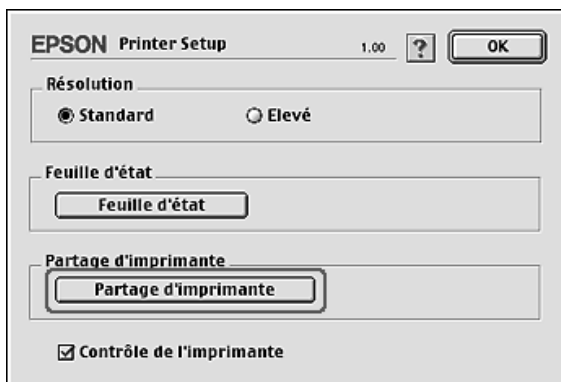 EPSON Printer Setup 1.00 ? OK
Résolution
Standard Elevé
Feuille d'état
Feuille d'état
Partage d'imprimante
Partage d'imprimante
Contrôle de l'imprimante